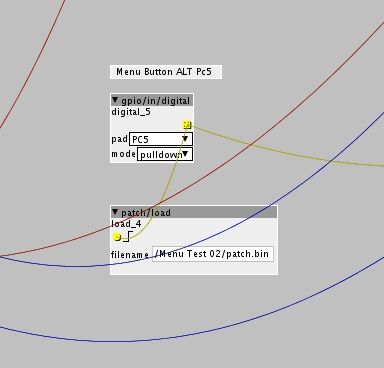 Menu Button ALT Pc5
gpio/in/digital
digital_5
pad PC5
mode pulldown
patch/load
load_4
filename /Menu Test 02/patch.bin